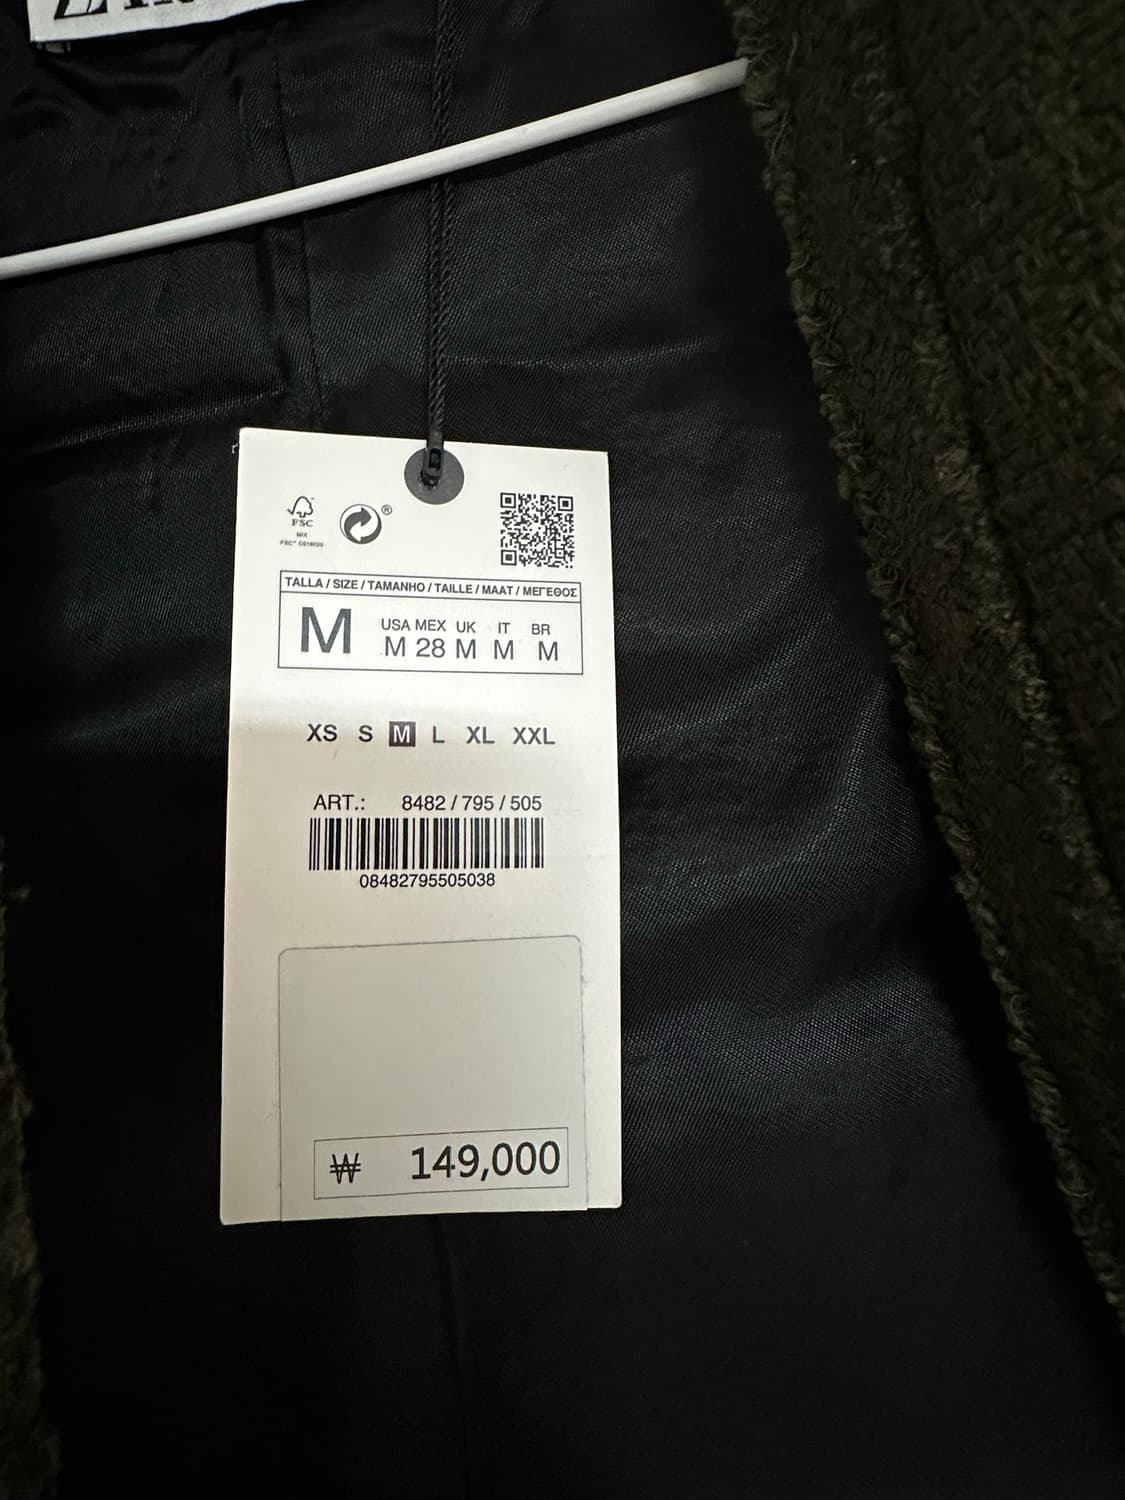 FSC
MIX
®
TALLA / SIZE / TAMANHO / TAILLE / MAAT / ΜΕΓΕΘΟΣ
M
USA MEX UK IT BR
M 28 M M M
XS S M L XL XXL
ART.: 8482 / 795 / 505
08482795505038
₩ 149,000